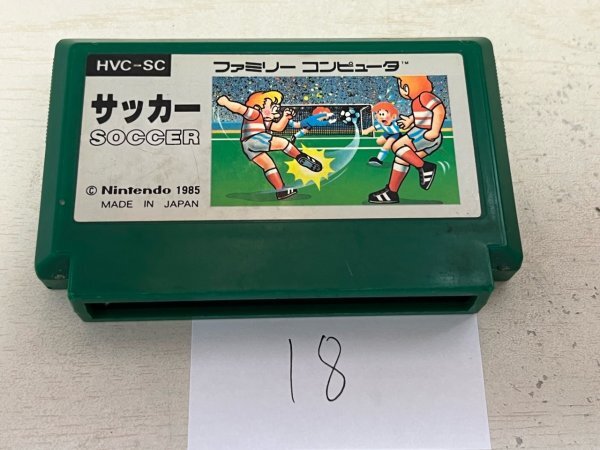 HVC-SC
ファミリー コンピュータ™
サッカー
SOCCER
© Nintendo 1985
MADE IN JAPAN
18